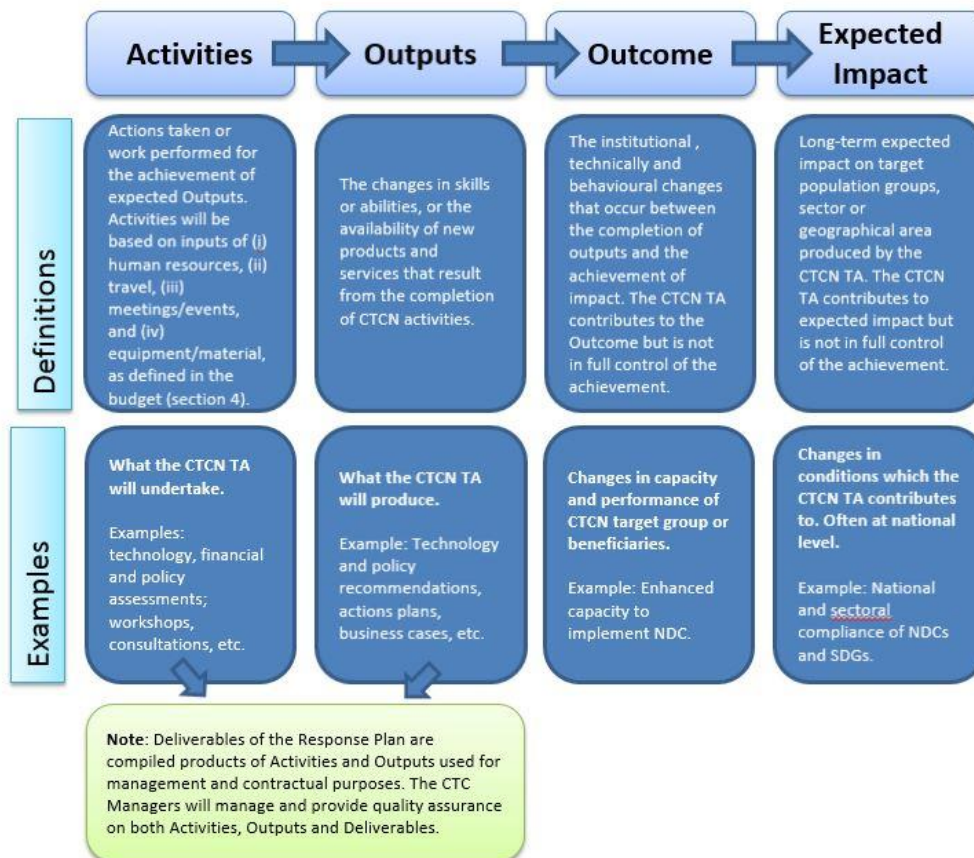 Activities
Outputs
Outcome
Expected
Impact
Definitions
Actions taken or
work performed for
the achievement of
expected Outputs.
Activities will be
based on inputs of (i)
human resources, (ii)
travel, (iii)
meetings/events,
and (iv)
equipment/material,
as defined in the
budget (section 4).
The changes in skills
or abilities, or the
availability of new
products and
services that result
from the completion
of CTCN activities.
The institutional ,
technically and
behavioural changes
that occur between
the completion of
outputs and the
achievement of
impact. The CTCN TA
contributes to the
Outcome but is not
in full control of the
achievement.
Long-term expected
impact on target
population groups,
sector or
geographical area
produced by the
CTCN TA. The CTCN
TA contributes to
expected impact but
is not in full control
of the achievement.
Examples
What the CTCN TA
will undertake.
Examples:
technology, financial
and policy
assessments;
workshops,
consultations, etc.
What the CTCN TA
will produce.
Example: Technology
and policy
recommendations,
actions plans,
business cases, etc.
Changes in capacity
and performance of
CTCN target group or
beneficiaries.
Example: Enhanced
capacity to
implement NDC.
Changes in
conditions which the
CTCN TA contributes
to. Often at national
level.
Example: National
and sectoral
compliance of NDCs
and SDGs.
Note: Deliverables of the Response Plan are
compiled products of Activities and Outputs used for
management and contractual purposes. The CTC
Managers will manage and provide quality assurance
on both Activities, Outputs and Deliverables.